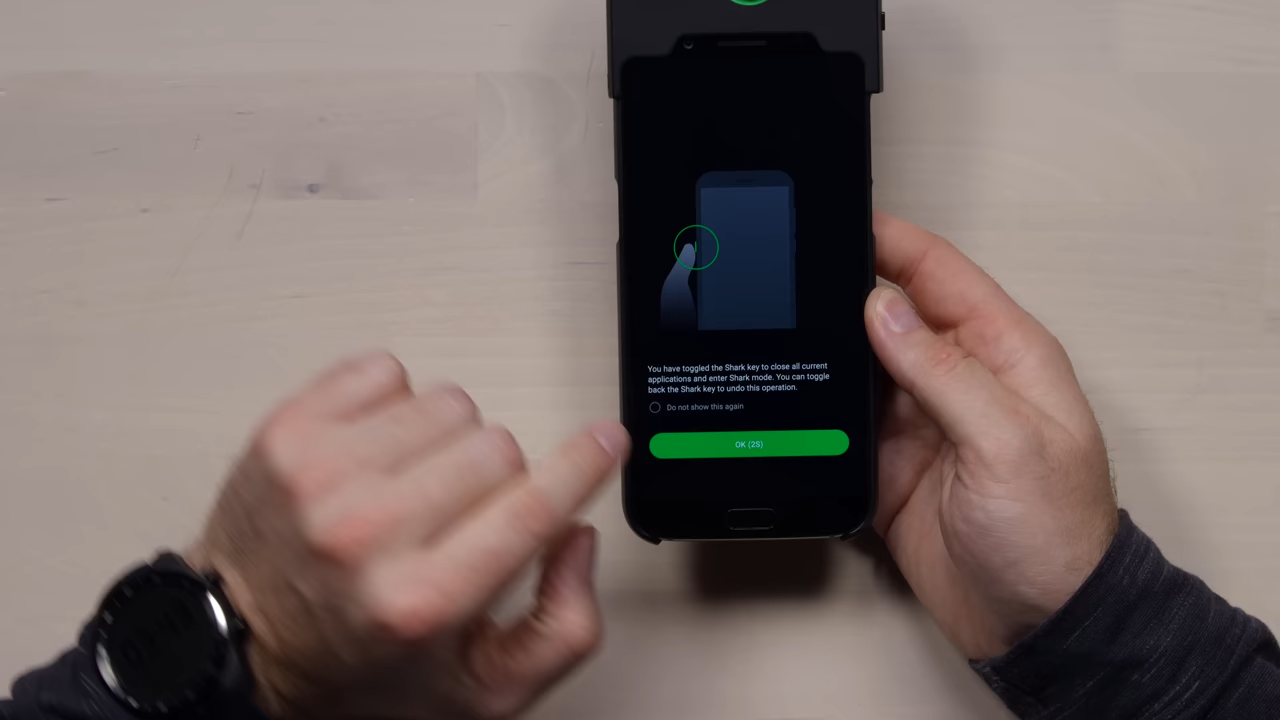 You have toggled the Shark key to close all current
applications and enter Shark mode. You can toggle
back the Shark key to undo this operation.
Do not show this again
OK (2S)